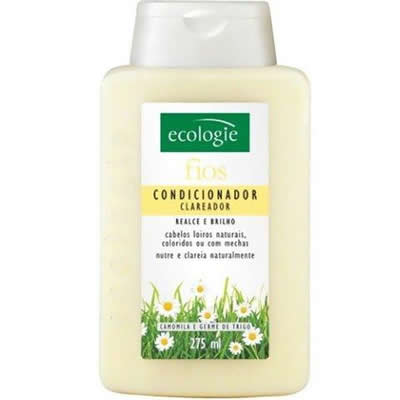 ecologie
fios
CONDICIONADOR
CLAREADOR
REALCE E BRILHO
cabelos loiros naturais,
coloridos ou com mechas
nutre e clareia naturalmente
CAMOMILA E GERME DE TRIGO
275 ml